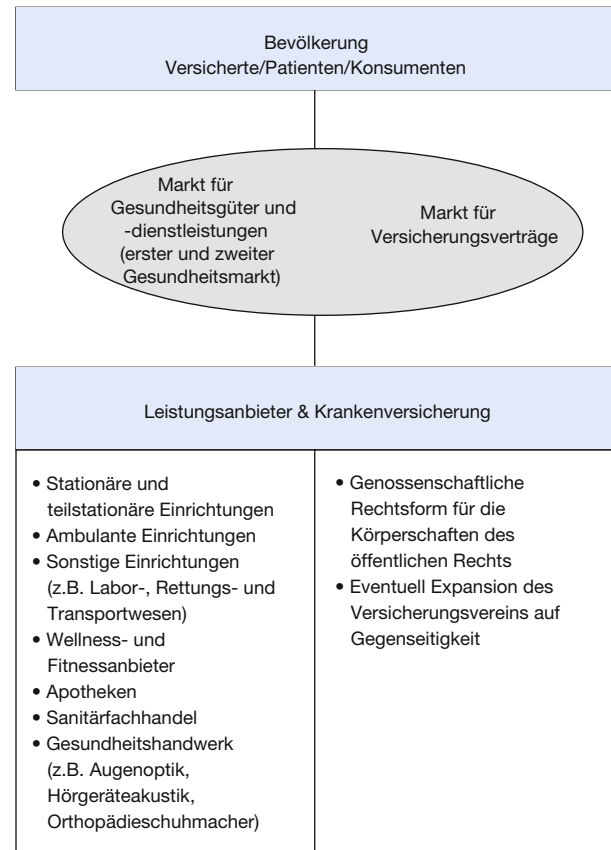 Bevölkerung
Versicherte/Patienten/Konsumenten
Markt für
Gesundheitsgüter und
-dienstleistungen
(erster und zweiter
Gesundheitsmarkt)
Markt für
Versicherungsverträge
Leistungsanbieter & Krankenversicherung
• Stationäre und
teilstationäre Einrichtungen
• Ambulante Einrichtungen
• Sonstige Einrichtungen
(z.B. Labor-, Rettungs- und
Transportwesen)
• Wellness- und
Fitnessanbieter
• Apotheken
• Sanitärfachhandel
• Gesundheitshandwerk
(z.B. Augenoptik,
Hörgeräteakustik,
Orthopädieschuhmacher)
• Genossenschaftliche
Rechtsform für die
Körperschaften des
öffentlichen Rechts
• Eventuell Expansion des
Versicherungsvereins auf
Gegenseitigkeit